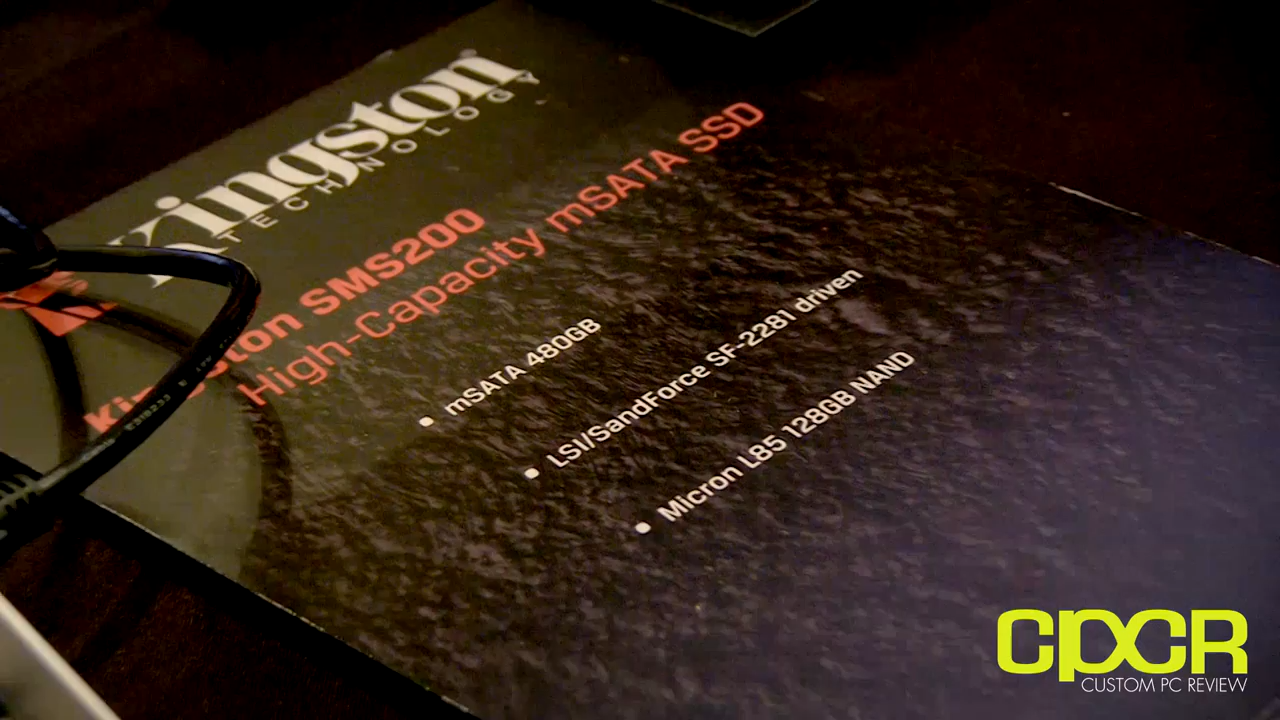 Kingston
TECHNOLOGY
Kingston SMS200
High-Capacity mSATA SSD
• mSATA 480GB
• LSI/SandForce SF-2281 driven
• Micron L85 128GB NAND
CPCR
CUSTOM PC REVIEW